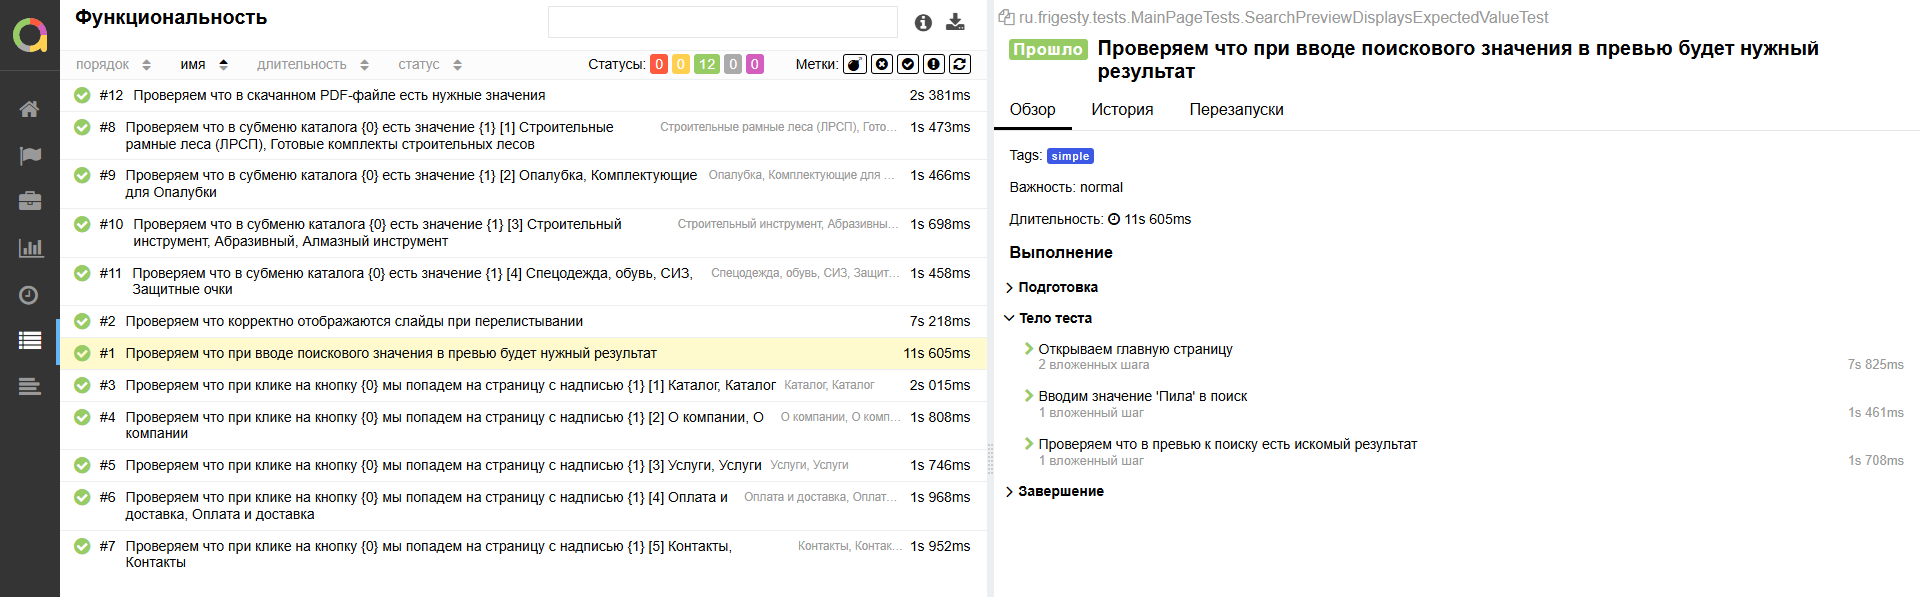 Функциональность
порядок имя длительность статус Статусы: 0 0 12 0 0 Метки:
#12 Проверяем что в скачанном PDF-файле есть нужные значения 2s 381ms
#8 Проверяем что в субменю каталога {0} есть значение {1} [1] Строительные Строительные рамные леса (ЛРСП), Гото... 1s 473ms
рамные леса (ЛРСП), Готовые комплекты строительных лесов
#9 Проверяем что в субменю каталога {0} есть значение {1} [2] Опалубка, Комплектующие Опалубка, Комплектующие для ... 1s 466ms
для Опалубки
#10 Проверяем что в субменю каталога {0} есть значение {1} [3] Строительный Строительный инструмент, Абразивны... 1s 698ms
инструмент, Абразивный, Алмазный инструмент
#11 Проверяем что в субменю каталога {0} есть значение {1} [4] Спецодежда, обувь, СИЗ, Спецодежда, обувь, СИЗ, Защит... 1s 458ms
Защитные очки
#2 Проверяем что корректно отображаются слайды при перелистывании 7s 218ms
#1 Проверяем что при вводе поискового значения в превью будет нужный результат 11s 605ms
#3 Проверяем что при клике на кнопку {0} мы попадем на страницу с надписью {1} [1] Каталог, Каталог Каталог, Каталог 2s 015ms
#4 Проверяем что при клике на кнопку {0} мы попадем на страницу с надписью {1} [2] О компании, О О компании, О комп... 1s 808ms
компании
#5 Проверяем что при клике на кнопку {0} мы попадем на страницу с надписью {1} [3] Услуги, Услуги Услуги, Услуги 1s 746ms
#6 Проверяем что при клике на кнопку {0} мы попадем на страницу с надписью {1} [4] Оплата и Оплата и доставка, Оплат... 1s 968ms
доставка, Оплата и доставка
#7 Проверяем что при клике на кнопку {0} мы попадем на страницу с надписью {1} [5] Контакты, Контакты, Контак... 1s 952ms
Контакты
ru.frigesty.tests.MainPageTests.SearchPreviewDisplaysExpectedValueTest
Прошло Проверяем что при вводе поискового значения в превью будет нужный
результат
Обзор История Перезапуски
Tags: simple
Важность: normal
Длительность: 11s 605ms
Выполнение
Подготовка
Тело теста
Открываем главную страницу
2 вложенных шага 7s 825ms
Вводим значение 'Пила' в поиск
1 вложенный шаг 1s 461ms
Проверяем что в превью к поиску есть искомый результат
1 вложенный шаг 1s 708ms
Завершение